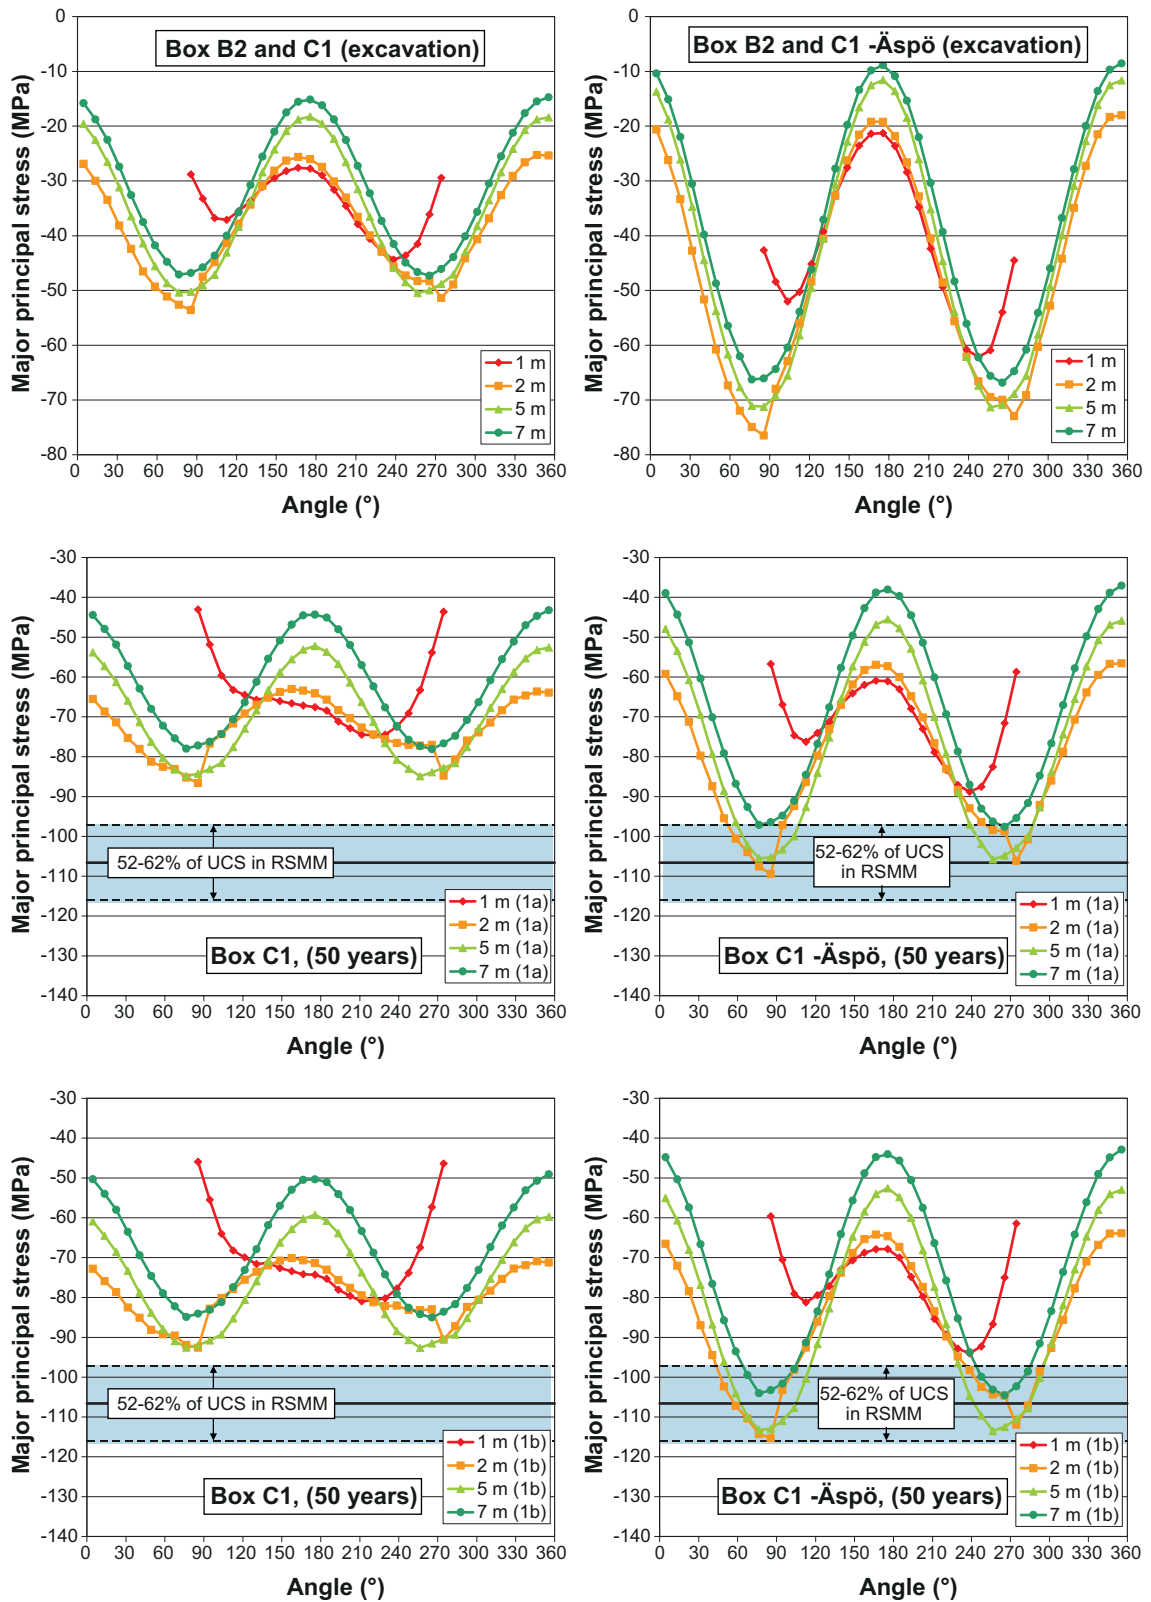 Box B2 and C1 (excavation)
Major principal stress (MPa)
0
-10
-20
-30
-40
-50
-60
-70
-80
0 30 60 90 120 150 180 210 240 270 300 330 360
Angle (°)
1 m
2 m
5 m
7 m
Box B2 and C1 -Äspö (excavation)
Major principal stress (MPa)
0
-10
-20
-30
-40
-50
-60
-70
-80
0 30 60 90 120 150 180 210 240 270 300 330 360
Angle (°)
1 m
2 m
5 m
7 m
Major principal stress (MPa)
-30
-40
-50
-60
-70
-80
-90
-100
-110
-120
-130
-140
52-62% of UCS in RSMM
1 m (1a)
2 m (1a)
5 m (1a)
7 m (1a)
Box C1, (50 years)
0 30 60 90 120 150 180 210 240 270 300 330 360
Angle (°)
Major principal stress (MPa)
-30
-40
-50
-60
-70
-80
-90
-100
-110
-120
-130
-140
52-62% of UCS
in RSMM
1 m (1a)
2 m (1a)
5 m (1a)
7 m (1a)
Box C1 -Äspö, (50 years)
0 30 60 90 120 150 180 210 240 270 300 330 360
Angle (°)
Major principal stress (MPa)
-30
-40
-50
-60
-70
-80
-90
-100
-110
-120
-130
-140
52-62% of UCS in RSMM
1 m (1b)
2 m (1b)
5 m (1b)
7 m (1b)
Box C1, (50 years)
0 30 60 90 120 150 180 210 240 270 300 330 360
Angle (°)
Major principal stress (MPa)
-30
-40
-50
-60
-70
-80
-90
-100
-110
-120
-130
-140
52-62% of UCS
in RSMM
1 m (1b)
2 m (1b)
5 m (1b)
7 m (1b)
Box C1 -Äspö, (50 years)
0 30 60 90 120 150 180 210 240 270 300 330 360
Angle (°)